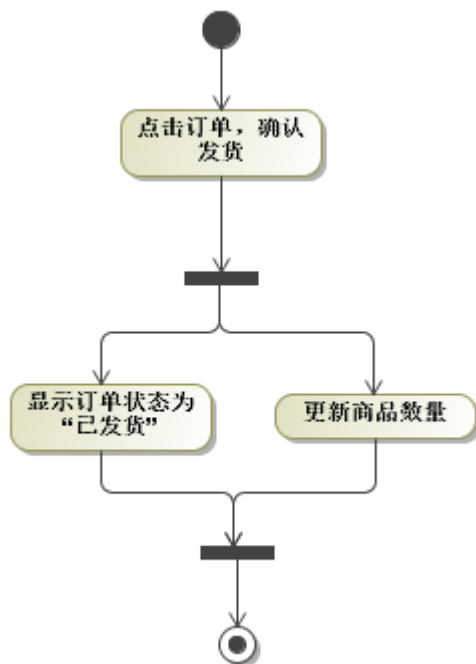 点击订单，确认
发货
显示订单状态为
“已发货”
更新商品数量